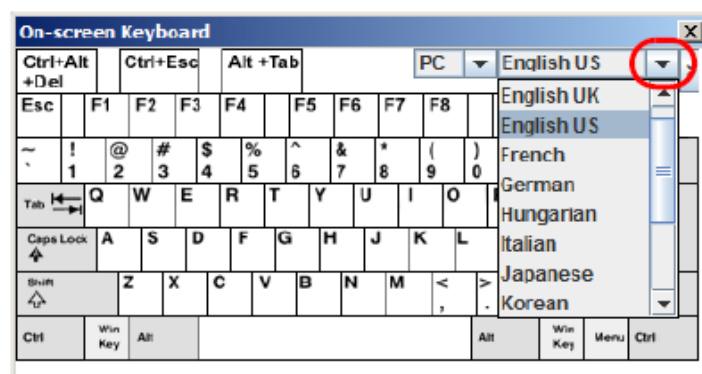 On-screen Keyboard X
Ctrl+Alt +Del Ctrl+Esc Alt +Tab PC English US
Esc F1 F2 F3 F4 F5 F6 F7 F8
~ ` ! 1 @ 2 # 3 $ 4 % 5 ^ 6 & 7 * 8 ( 9 ) 0
Tab Q W E R T Y U I O
Caps Lock A S D F G H J K L
Shift Z X C V B N M < , > .
Ctrl Win Key Alt Alt Win Key Menu Ctrl
English UK
English US
French
German
Hungarian
Italian
Japanese
Korean